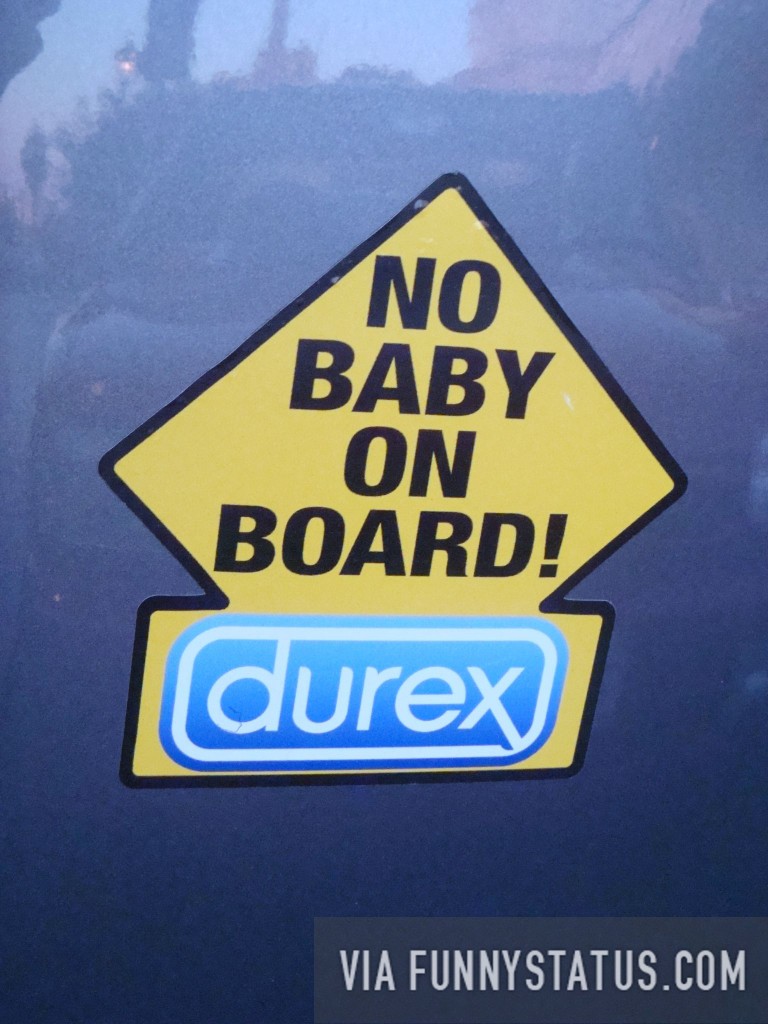 NO
BABY
ON
BOARD!
durex
VIA FUNNYSTATUS.COM